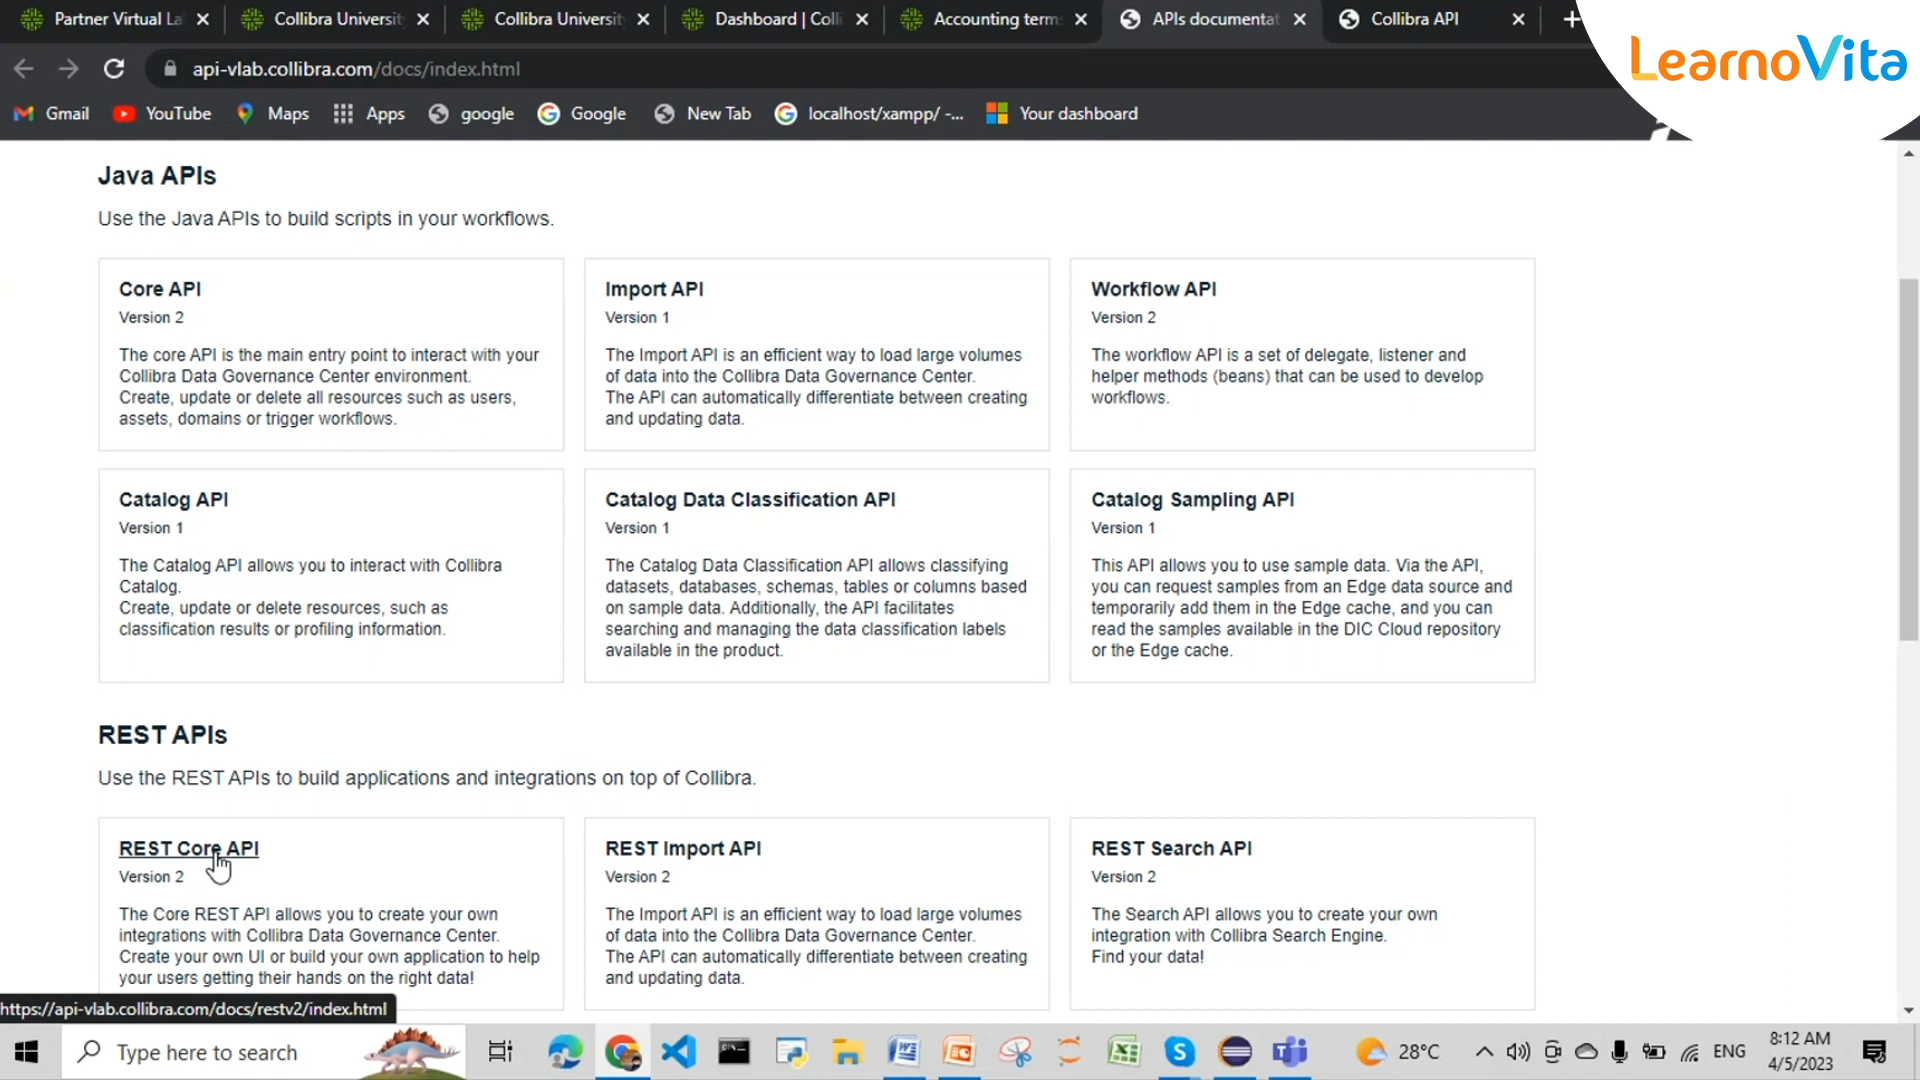 Partner Virtual La
Collibra Universit
Collibra Universit
Dashboard | Colli
Accounting term
APIs documentat
Collibra API
LearnoVita
api-vlab.collibra.com/docs/index.html
Gmail
YouTube
Maps
Apps
google
Google
New Tab
localhost/xampp/ -...
Your dashboard
Java APIs
Use the Java APIs to build scripts in your workflows.
Core API
Version 2
The core API is the main entry point to interact with your
Collibra Data Governance Center environment.
Create, update or delete all resources such as users,
assets, domains or trigger workflows.
Import API
Version 1
The Import API is an efficient way to load large volumes
of data into the Collibra Data Governance Center.
The API can automatically differentiate between creating
and updating data.
Workflow API
Version 2
The workflow API is a set of delegate, listener and
helper methods (beans) that can be used to develop
workflows.
Catalog API
Version 1
The Catalog API allows you to interact with Collibra
Catalog.
Create, update or delete resources, such as
classification results or profiling information.
Catalog Data Classification API
Version 1
The Catalog Data Classification API allows classifying
datasets, databases, schemas, tables or columns based
on sample data. Additionally, the API facilitates
searching and managing the data classification labels
available in the product.
Catalog Sampling API
Version 1
This API allows you to use sample data. Via the API,
you can request samples from an Edge data source and
temporarily add them in the Edge cache, and you can
read the samples available in the DIC Cloud repository
or the Edge cache.
REST APIs
Use the REST APIs to build applications and integrations on top of Collibra.
REST Core API
Version 2
The Core REST API allows you to create your own
integrations with Collibra Data Governance Center.
Create your own UI or build your own application to help
your users getting their hands on the right data!
REST Import API
Version 2
The Import API is an efficient way to load large volumes
of data into the Collibra Data Governance Center.
The API can automatically differentiate between creating
and updating data.
REST Search API
Version 2
The Search API allows you to create your own
integration with Collibra Search Engine.
Find your data!
https://api-vlab.collibra.com/docs/restv2/index.html
Type here to search
28°C
ENG
8:12 AM
4/5/2023